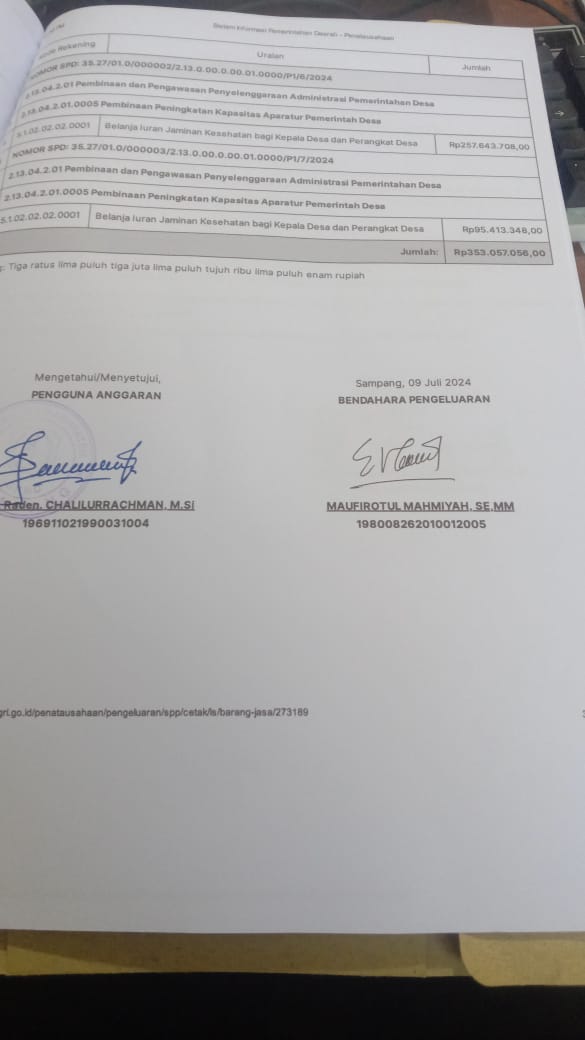 Sistem Informasi Pemerintahan Daerah - Penatausahaan
Rekening Uraian Jumlah
NOMOR SPD: 35.27/01.0/000002/2.13.0.00.0.00.01.0000/P1/6/2024
2.13.04.2.01 Pembinaan dan Pengawasan Penyelenggaraan Administrasi Pemerintahan Desa
2.13.04.2.01.0005 Pembinaan Peningkatan Kapasitas Aparatur Pemerintah Desa
5.1.02.02.02.0001 Belanja Iuran Jaminan Kesehatan bagi Kepala Desa dan Perangkat Desa Rp257.643.708,00
NOMOR SPD: 35.27/01.0/000003/2.13.0.00.0.00.01.0000/P1/7/2024
2.13.04.2.01 Pembinaan dan Pengawasan Penyelenggaraan Administrasi Pemerintahan Desa
2.13.04.2.01.0005 Pembinaan Peningkatan Kapasitas Aparatur Pemerintah Desa
5.1.02.02.02.0001 Belanja Iuran Jaminan Kesehatan bagi Kepala Desa dan Perangkat Desa Rp95.413.348,00
Jumlah: Rp353.057.056,00
: Tiga ratus lima puluh tiga juta lima puluh tujuh ribu lima puluh enam rupiah
Mengetahui/Menyetujui,
PENGGUNA ANGGARAN
Raden. CHALILURRACHMAN, M.Si
196911021990031004
Sampang, 09 Juli 2024
BENDAHARA PENGELUARAN
MAUFIROTUL MAHMIYAH, SE,MM
198008262010012005
gri.go.id/penatausahaan/pengeluaran/spp/cetak/ls/barang-jasa/273189